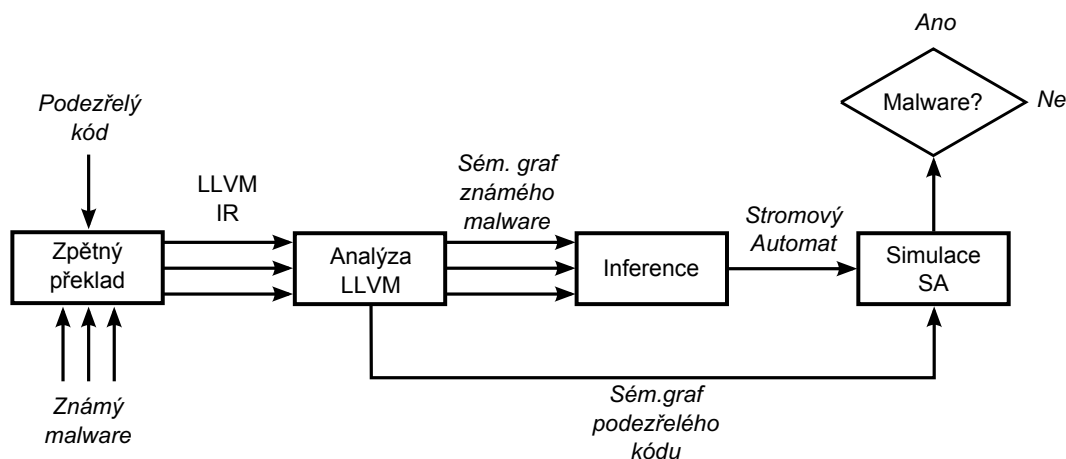 Ano
Malware?
Ne
Podezřelý
kód
LLVM
IR
Sém. graf
známého
malware
Stromový
Automat
Zpětný
překlad
Analýza
LLVM
Inference
Simulace
SA
Známý
malware
Sém.graf
podezřelého
kódu